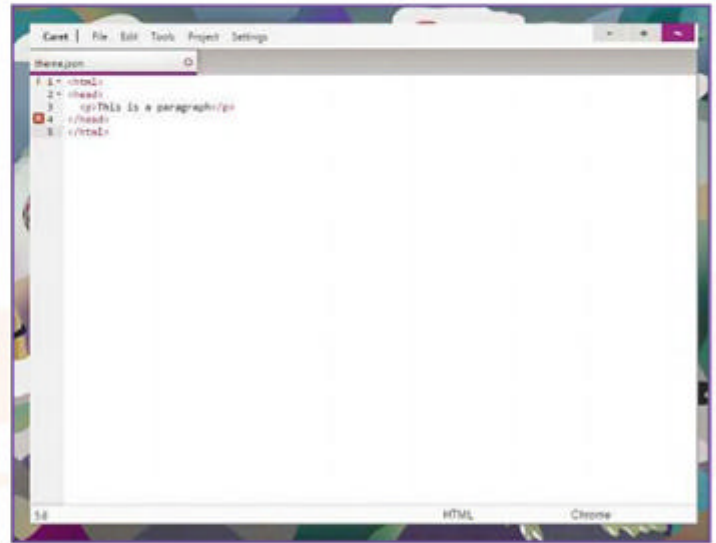 Caret | File Edit Tools Project Settings
theme.json
i 1 <html>
2 <head>
3 <p>This is a paragraph</p>
4 </head>
5 </html>
5:8 HTML Chrome